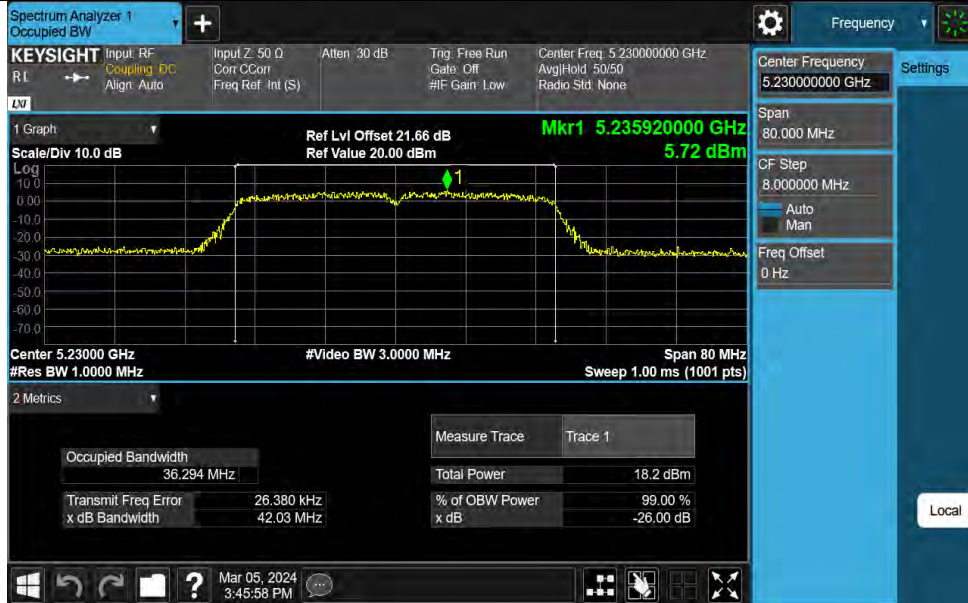 Spectrum Analyzer 1
Occupied BW
Frequency
KEYSIGHT
RL
LXI
Input: RF
Coupling: DC
Align: Auto
Input Z: 50 Ω
Corr CCorr
Freq Ref: Int (S)
Atten: 30 dB
Trig: Free Run
Gate: Off
#IF Gain: Low
Center Freq: 5.230000000 GHz
Avg|Hold: 50/50
Radio Std: None
Center Frequency
5.230000000 GHz
Settings
Span
80.000 MHz
CF Step
8.000000 MHz
Auto
Man
Freq Offset
0 Hz
Local
1 Graph
Scale/Div 10.0 dB
Ref Lvl Offset 21.66 dB
Ref Value 20.00 dBm
Mkr1 5.235920000 GHz
5.72 dBm
Log
10.0
0.00
-10.0
-20.0
-30.0
-40.0
-50.0
-60.0
-70.0
1
Center 5.23000 GHz
#Video BW 3.0000 MHz
Span 80 MHz
#Res BW 1.0000 MHz
Sweep 1.00 ms (1001 pts)
2 Metrics
Measure Trace Trace 1
Occupied Bandwidth
36.294 MHz
Total Power 18.2 dBm
Transmit Freq Error 26.380 kHz
% of OBW Power 99.00 %
x dB Bandwidth 42.03 MHz
x dB -26.00 dB
?
Mar 05, 2024
3:45:58 PM